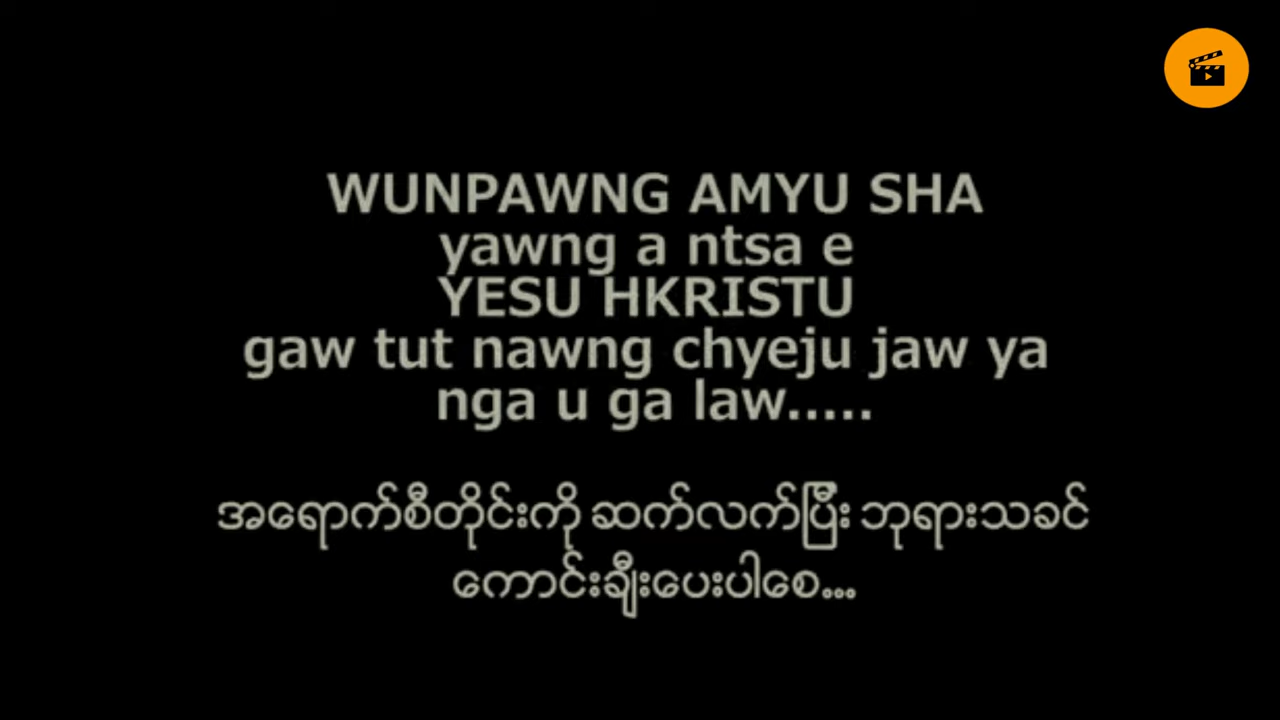 WUNPAWNG AMYU SHA
yawng a ntsa e
YESU HKRISTU
gaw tut nawng chyeju jaw ya
nga u ga law.....
အရောက်စီတိုင်းကို ဆက်လက်ပြီး ဘုရားသခင်
ကောင်းချီးပေးပါစေ...